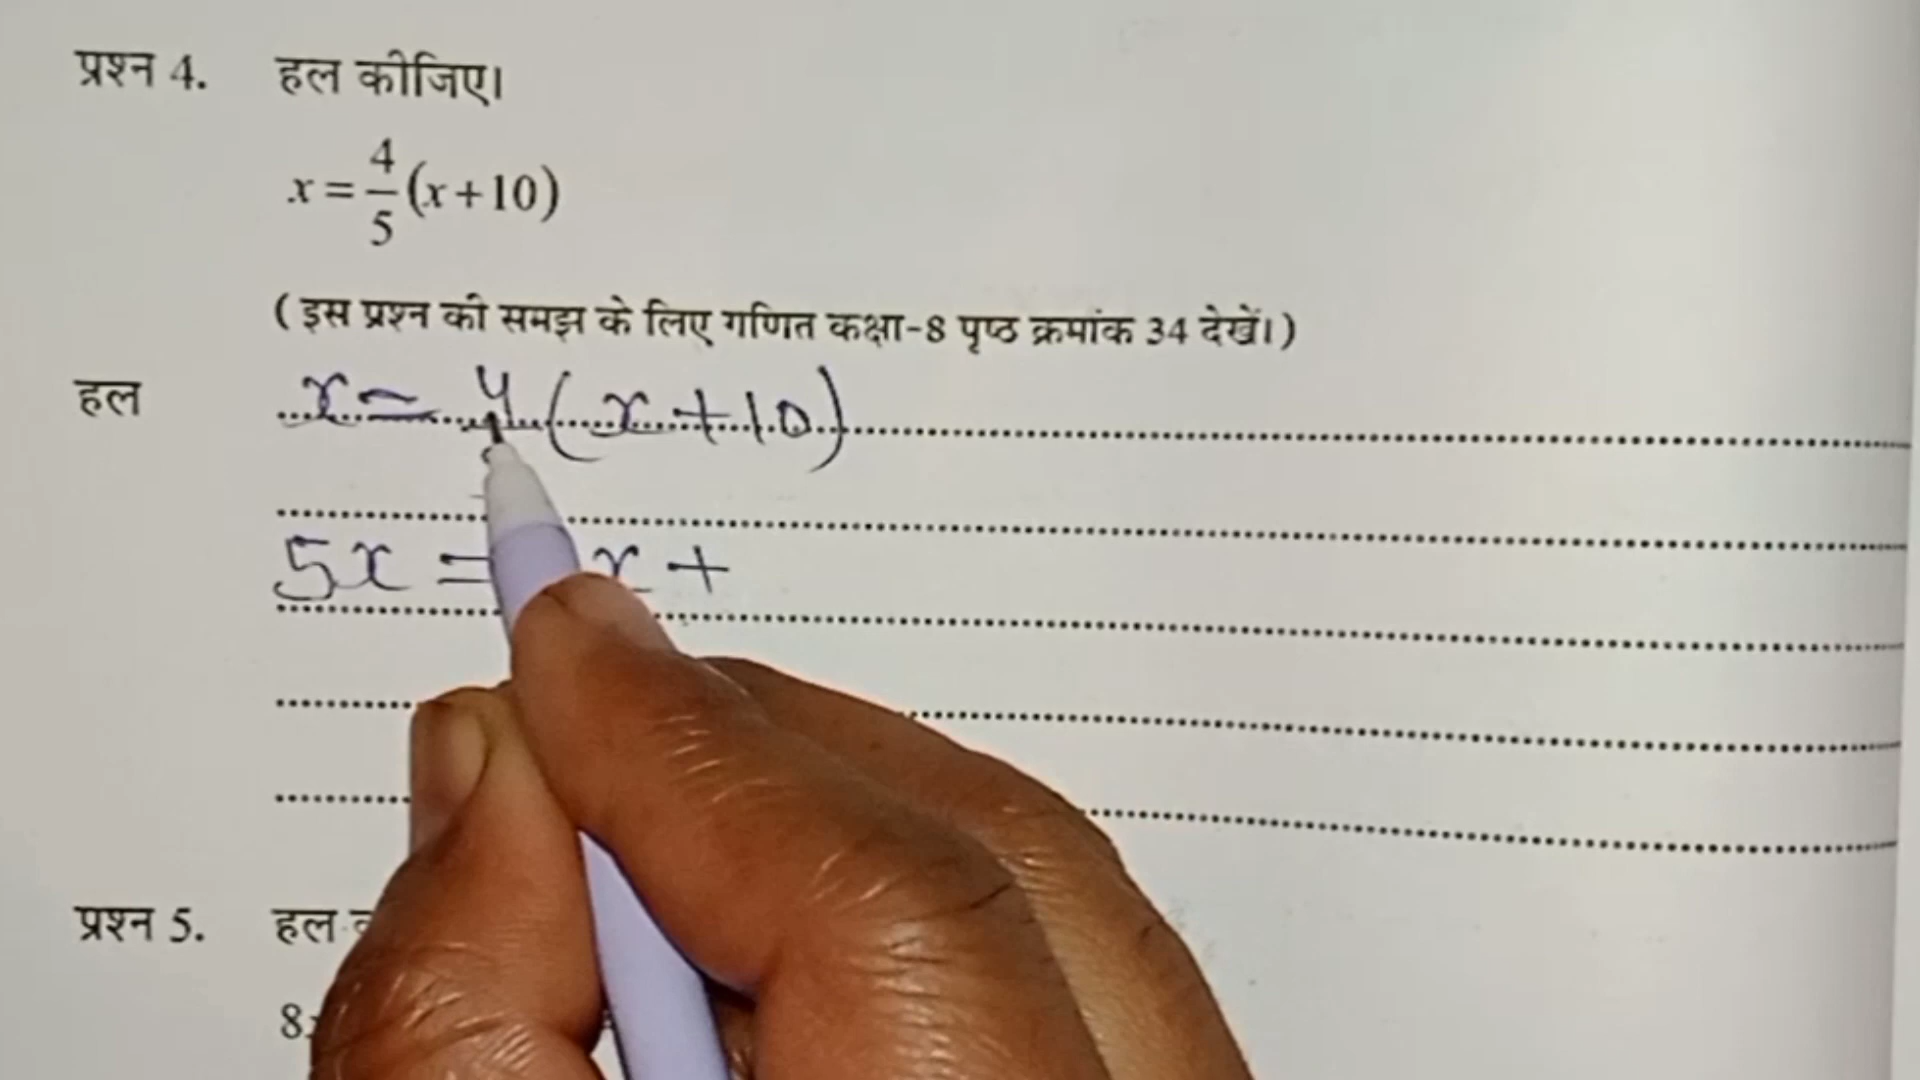 प्रश्न 4. हल कीजिए।
x = 4/5 (x+10)
( इस प्रश्न की समझ के लिए गणित कक्षा-8 पृष्ठ क्रमांक 34 देखें। )
हल x = 4 (x+10)
5x = x +
प्रश्न 5. हल
8